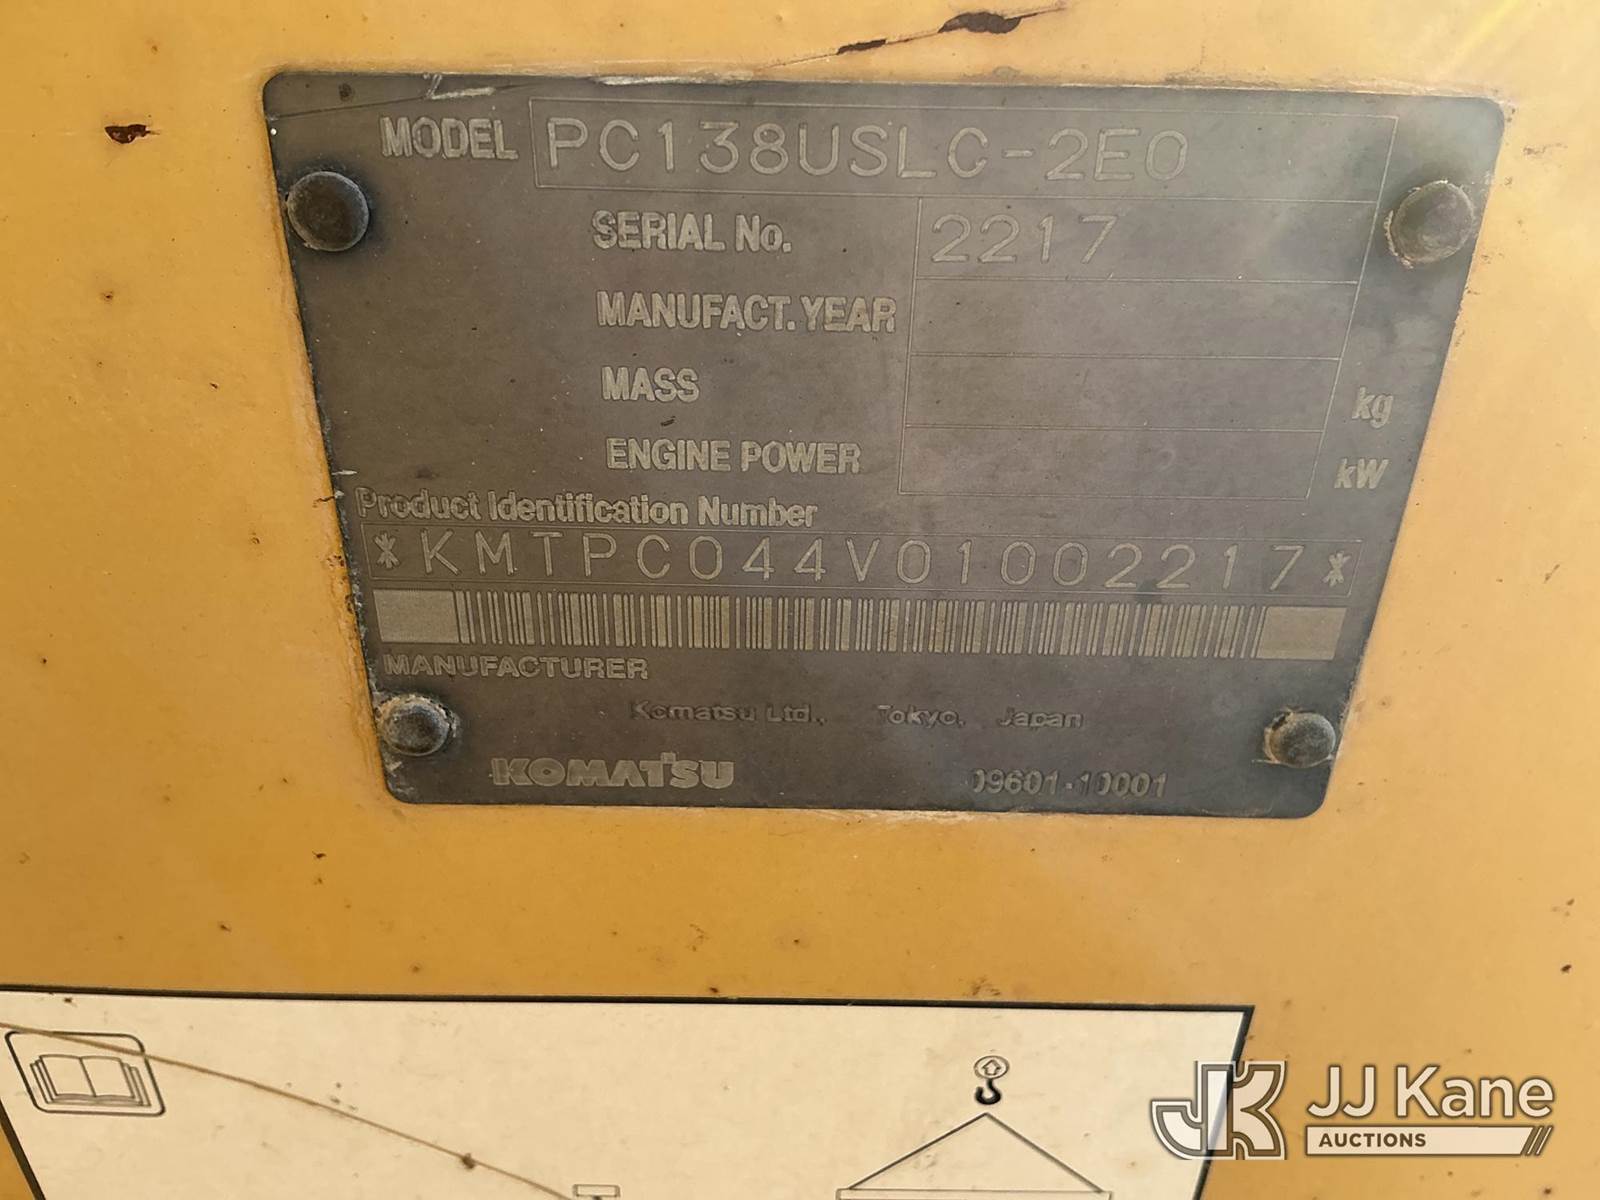 MODEL PC138USLC-2E0
SERIAL No. 2217
MANUFACT. YEAR
MASS kg
ENGINE POWER kW
Product Identification Number
*KMTPC044V01002217*
MANUFACTURER
Komatsu Ltd., Tokyo, Japan
KOMATSU 09601-10001
JK JJ Kane
AUCTIONS